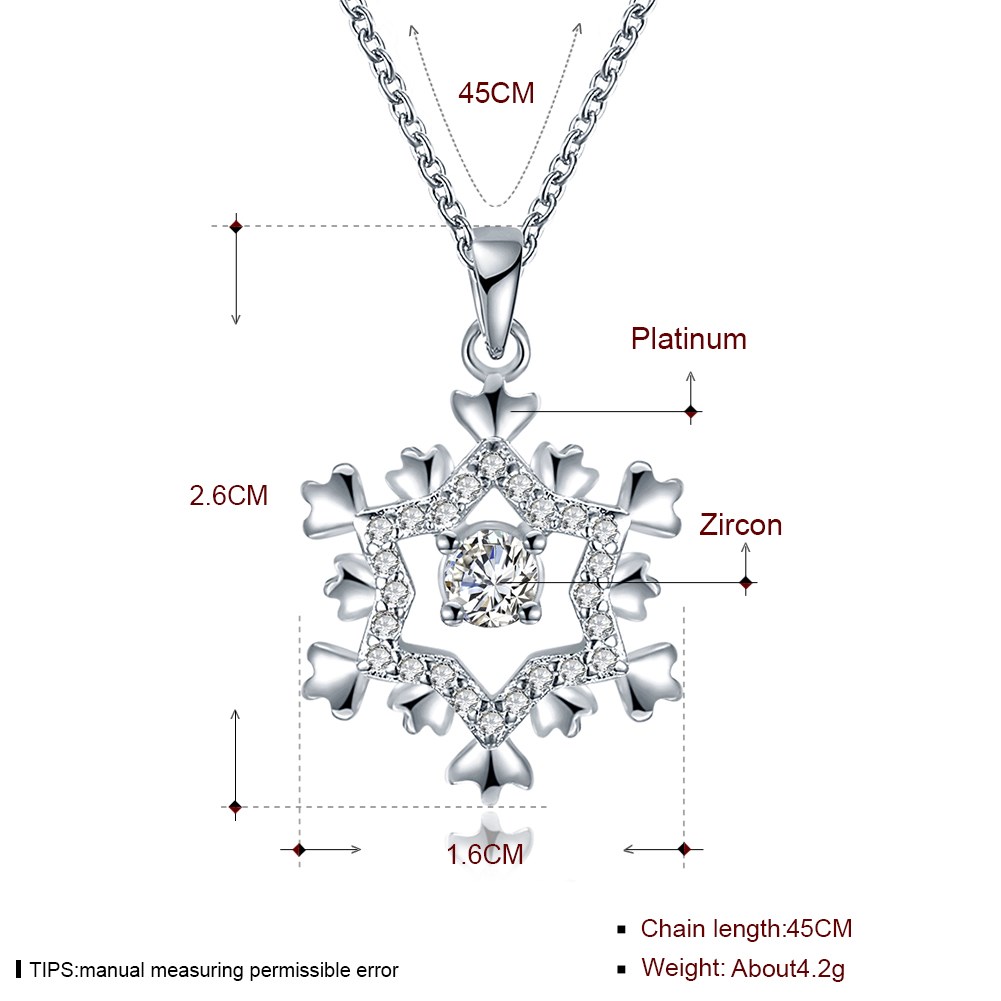 45CM
Platinum
2.6CM
Zircon
1.6CM
Chain length:45CM
Weight: About4.2g
TIPS:manual measuring permissible error